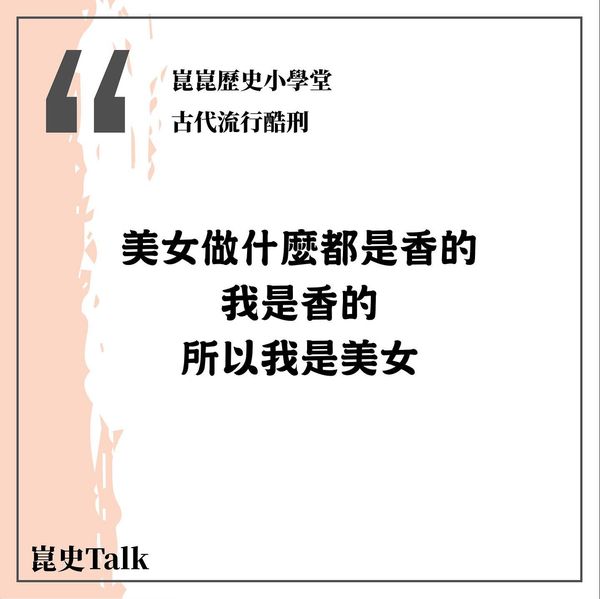 崑崑歷史小學堂
古代流行酷刑
美女做什麼都是香的
我是香的
所以我是美女
崑史Talk